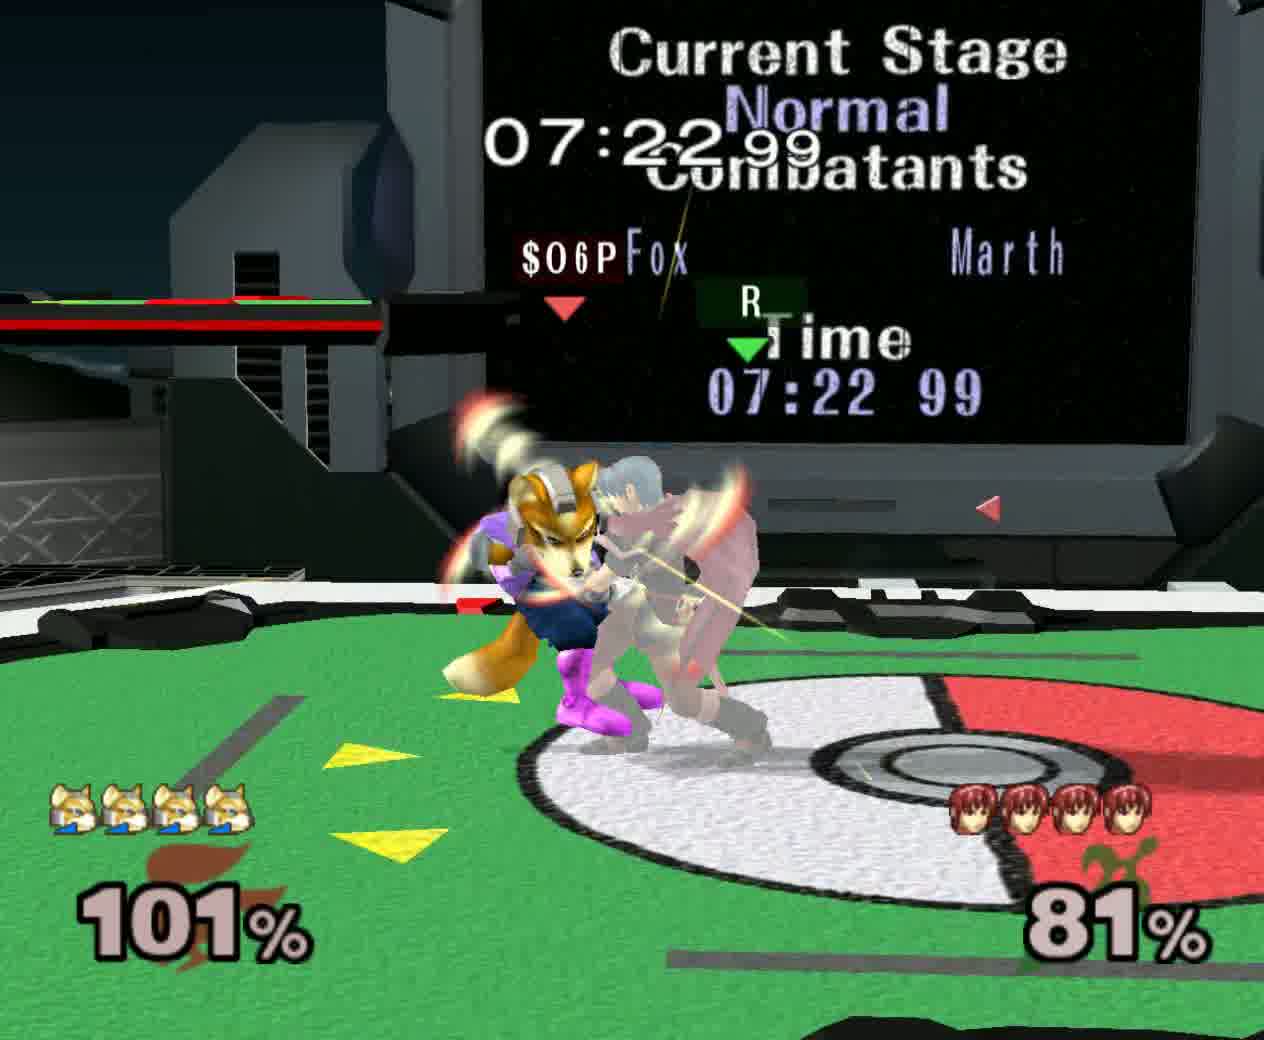 Current Stage
Normal
07:22 99
Combatants
$06P Fox Marth
R
Time
07:22 99
101% 81%